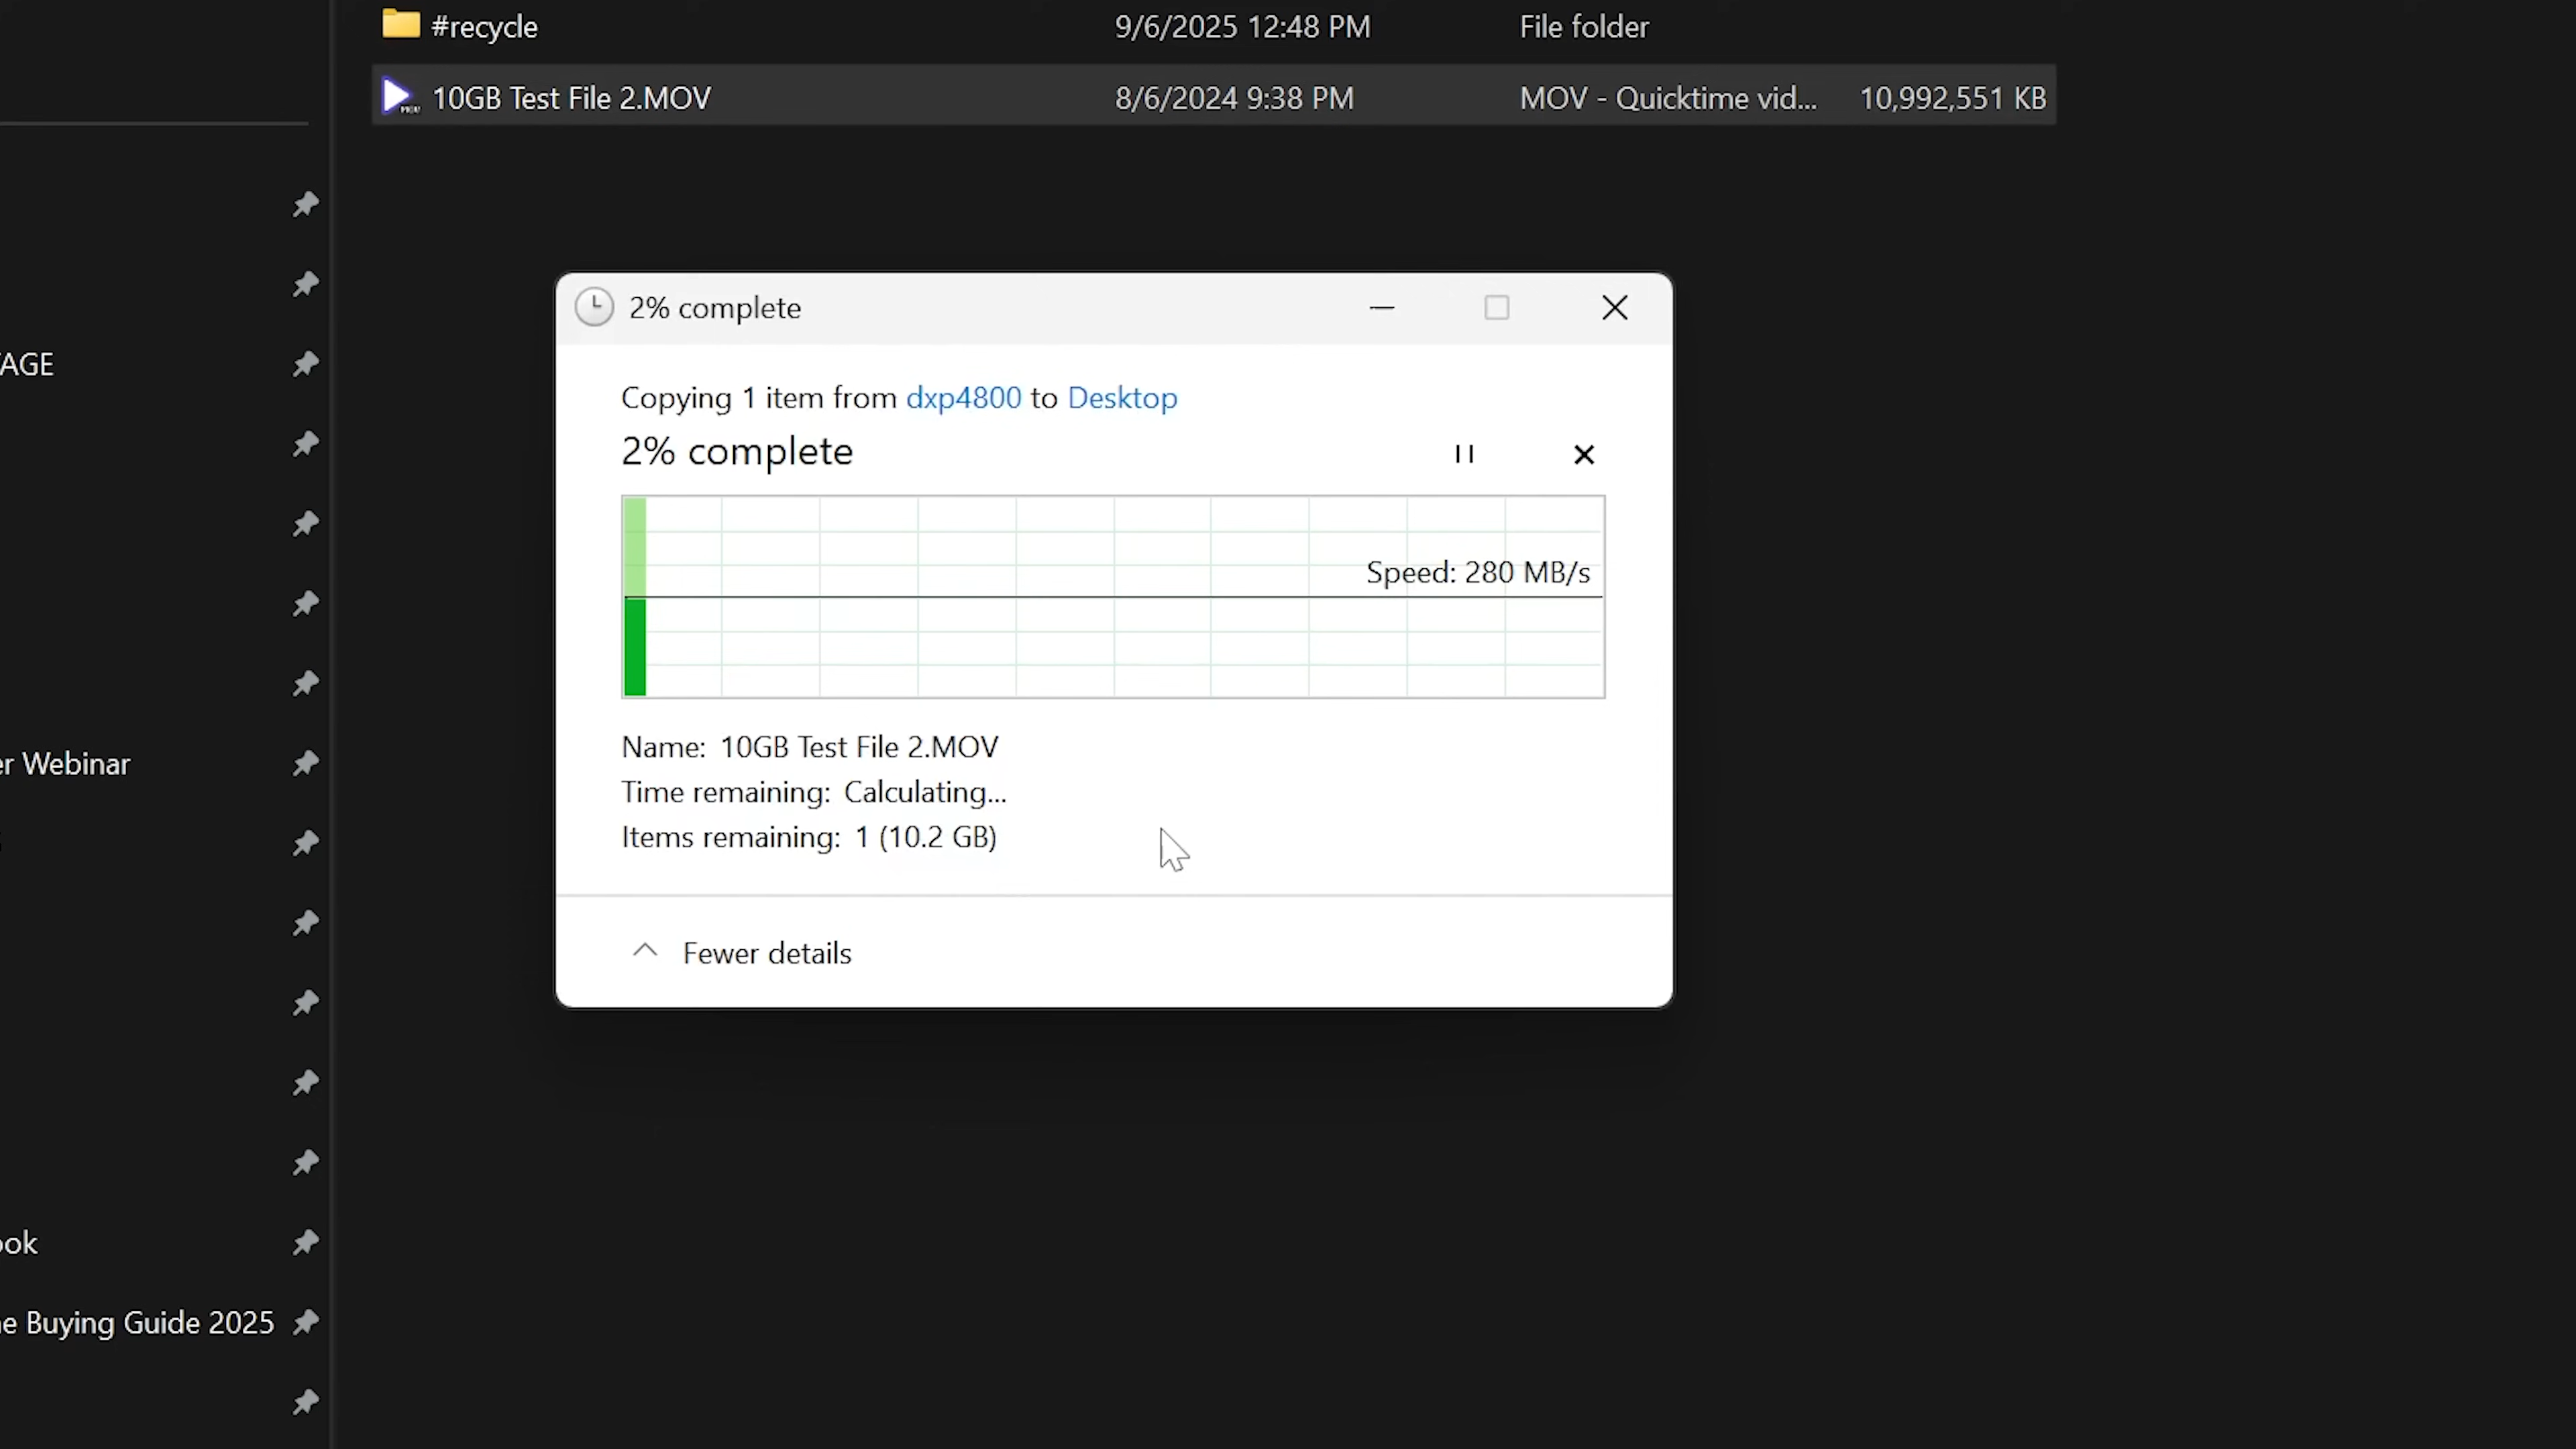 #recycle 9/6/2025 12:48 PM File folder
10GB Test File 2.MOV 8/6/2024 9:38 PM MOV - Quicktime vid... 10,992,551 KB
2% complete
Copying 1 item from dxp4800 to Desktop
2% complete
Speed: 280 MB/s
Name: 10GB Test File 2.MOV
Time remaining: Calculating...
Items remaining: 1 (10.2 GB)
Fewer details
TAGE
er Webinar
ook
e Buying Guide 2025